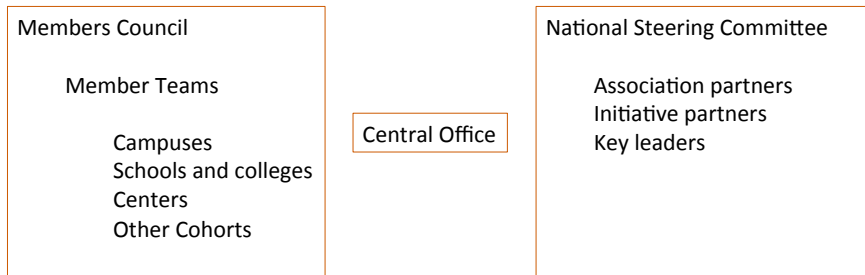 Members Council
Member Teams
Campuses
Schools and colleges
Centers
Other Cohorts
Central Office
National Steering Committee
Association partners
Initiative partners
Key leaders